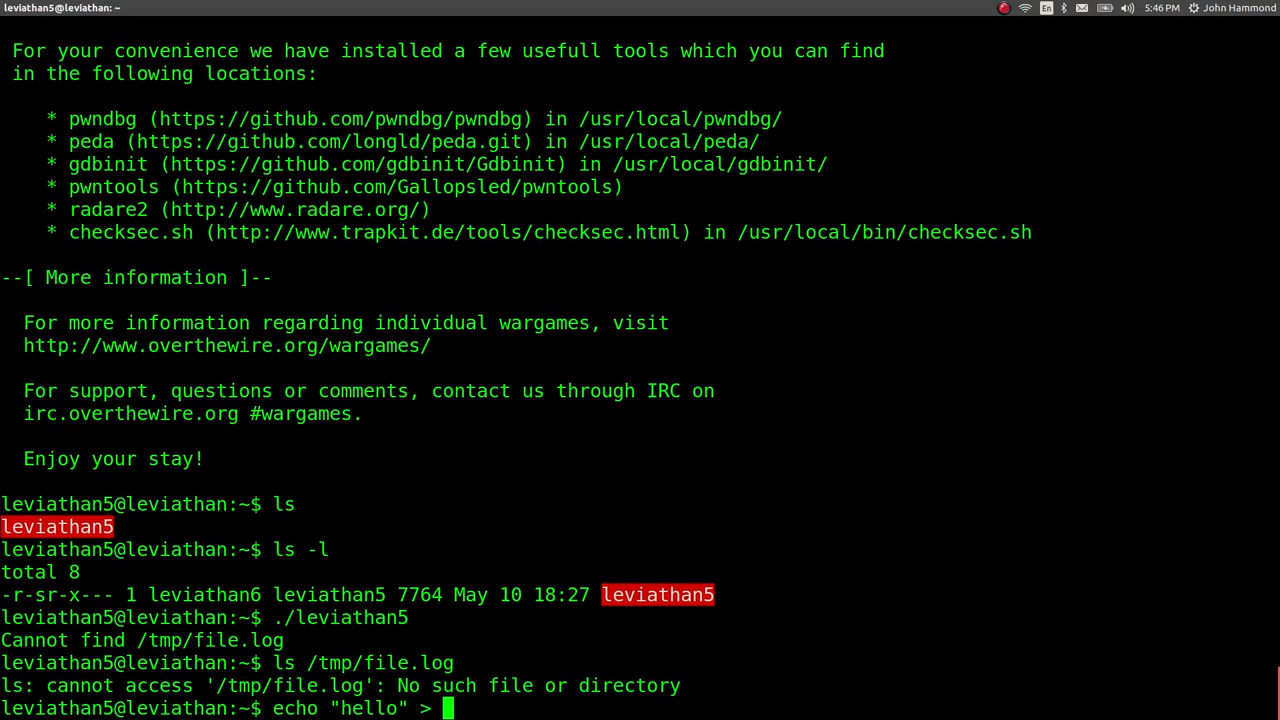 leviathan5@leviathan: ~
En
5:46 PM
John Hammond
For your convenience we have installed a few usefull tools which you can find
in the following locations:
* pwndbg (https://github.com/pwndbg/pwndbg) in /usr/local/pwndbg/
* peda (https://github.com/longld/peda.git) in /usr/local/peda/
* gdbinit (https://github.com/gdbinit/Gdbinit) in /usr/local/gdbinit/
* pwntools (https://github.com/Gallopsled/pwntools)
* radare2 (http://www.radare.org/)
* checksec.sh (http://www.trapkit.de/tools/checksec.html) in /usr/local/bin/checksec.sh
--[ More information ]--
For more information regarding individual wargames, visit
http://www.overthewire.org/wargames/
For support, questions or comments, contact us through IRC on
irc.overthewire.org #wargames.
Enjoy your stay!
leviathan5@leviathan:~$ ls
leviathan5
leviathan5@leviathan:~$ ls -l
total 8
-r-sr-x--- 1 leviathan6 leviathan5 7764 May 10 18:27 leviathan5
leviathan5@leviathan:~$ ./leviathan5
Cannot find /tmp/file.log
leviathan5@leviathan:~$ ls /tmp/file.log
ls: cannot access '/tmp/file.log': No such file or directory
leviathan5@leviathan:~$ echo "hello" >